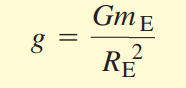 g = Gm_E / R_E^2